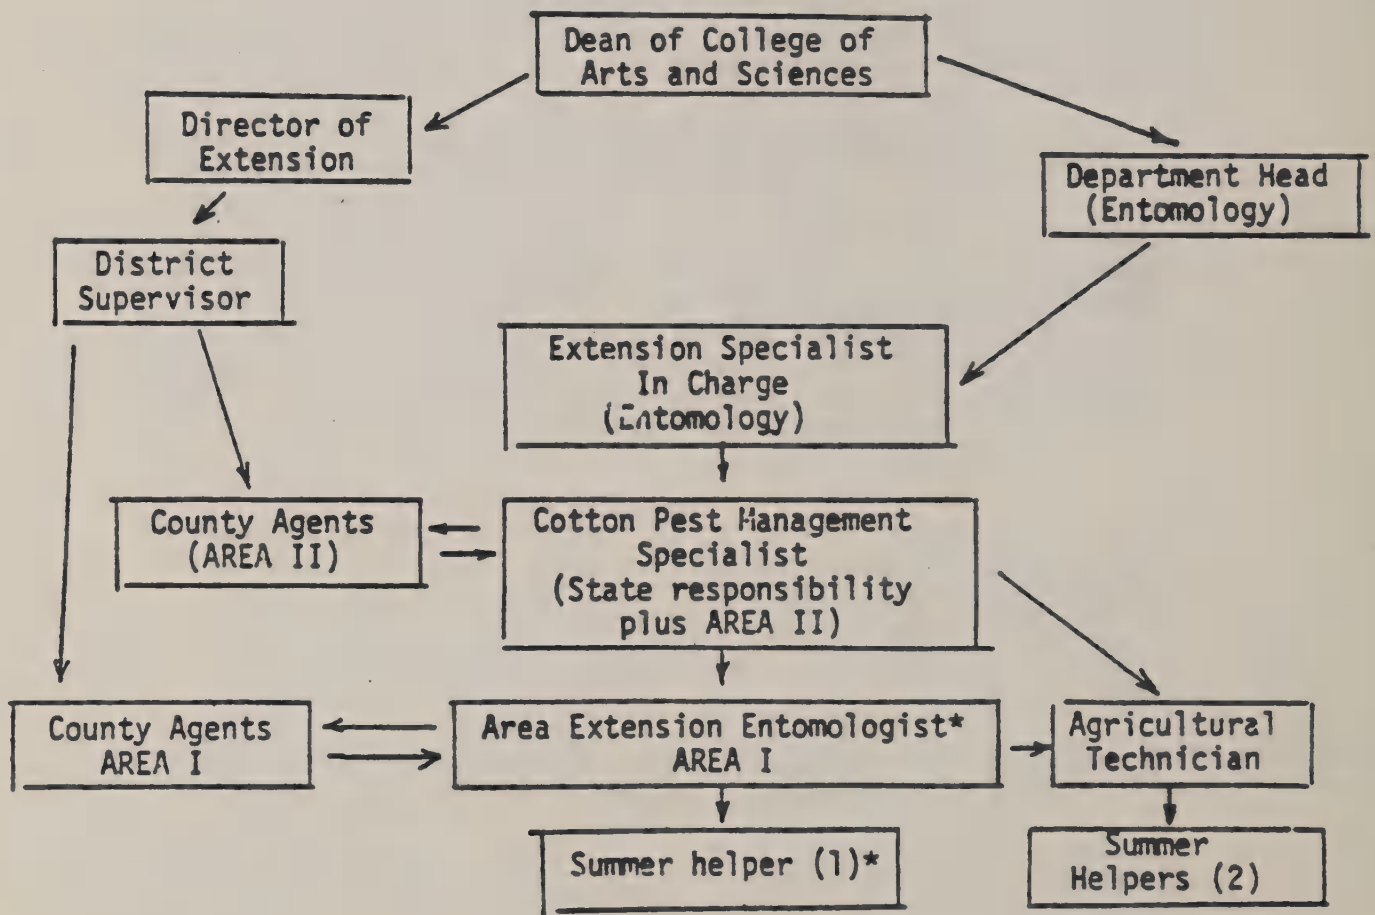 Dean of College of
Arts and Sciences
Director of
Extension
Department Head
(Entomology)
District
Supervisor
Extension Specialist
In Charge
(Entomology)
County Agents
(AREA II)
Cotton Pest Management
Specialist
(State responsibility
plus AREA II)
County Agents
AREA I
Area Extension Entomologist*
AREA I
Agricultural
Technician
Summer helper (1)*
Summer
Helpers (2)